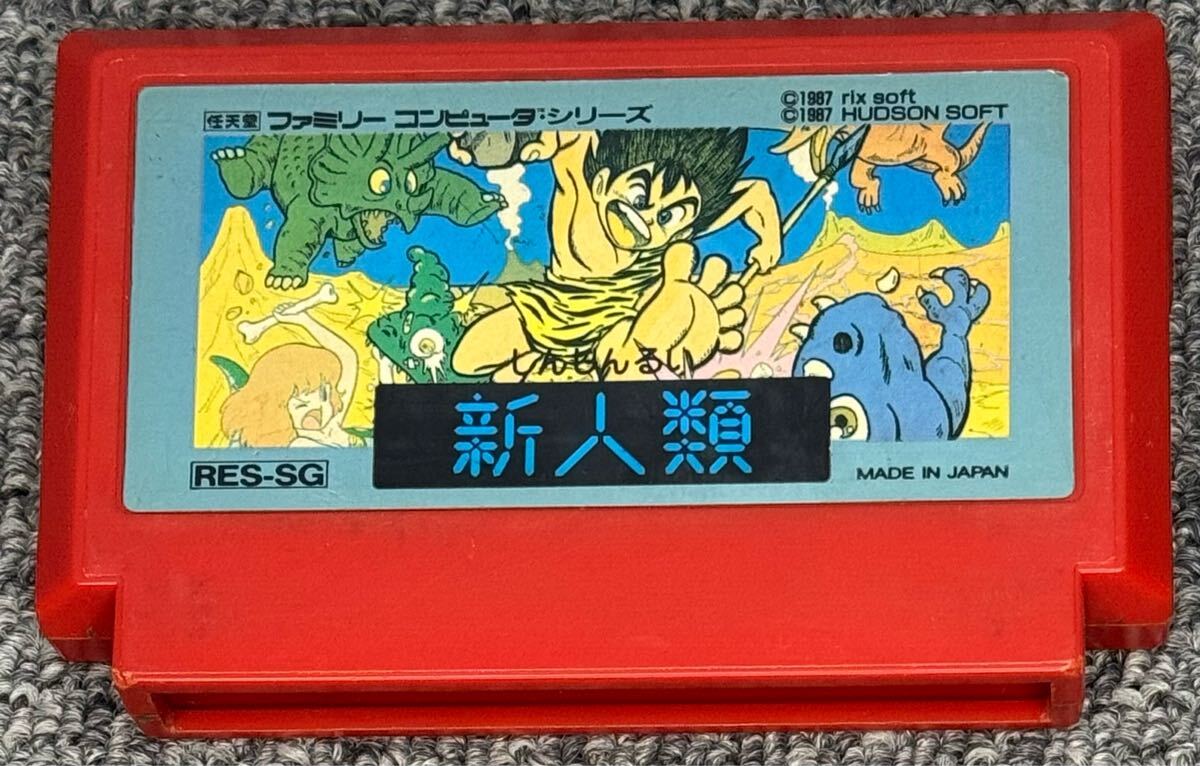 任天堂 ファミリー コンピュータ™シリーズ
©1987 rix soft
©1987 HUDSON SOFT
しんじんるい
新人類
RES-SG
MADE IN JAPAN